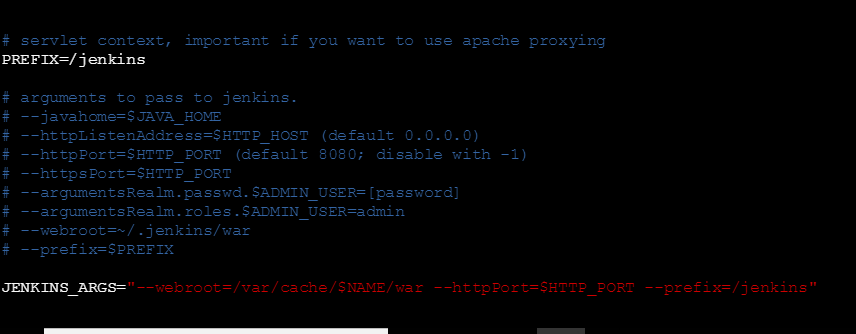 # servlet context, important if you want to use apache proxying
PREFIX=/jenkins
# arguments to pass to jenkins.
# --javahome=$JAVA_HOME
# --httpListenAddress=$HTTP_HOST (default 0.0.0.0)
# --httpPort=$HTTP_PORT (default 8080; disable with -1)
# --httpsPort=$HTTP_PORT
# --argumentsRealm.passwd.$ADMIN_USER=[password]
# --argumentsRealm.roles.$ADMIN_USER=admin
# --webroot=~/.jenkins/war
# --prefix=$PREFIX
JENKINS_ARGS="--webroot=/var/cache/$NAME/war --httpPort=$HTTP_PORT --prefix=/jenkins"